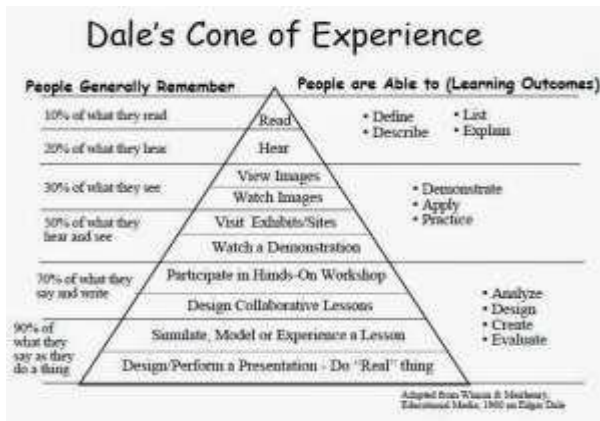 Dale's Cone of Experience
People Generally Remember
People are Able to (Learning Outcomes)
10% of what they read
Read
• Define
• List
• Describe
• Explain
20% of what they hear
Hear
30% of what they see
View Images
Watch Images
• Demonstrate
• Apply
• Practice
50% of what they
hear and see
Visit Exhibits/Sites
Watch a Demonstration
70% of what they
say and write
Participate in Hands-On Workshop
Design Collaborative Lessons
• Analyze
• Design
• Create
• Evaluate
90% of
what they
say as they
do a thing
Simulate, Model or Experience a Lesson
Design/Perform a Presentation - Do "Real" thing
Adapted from &
Educational Media, 1960 on Edgar Dale